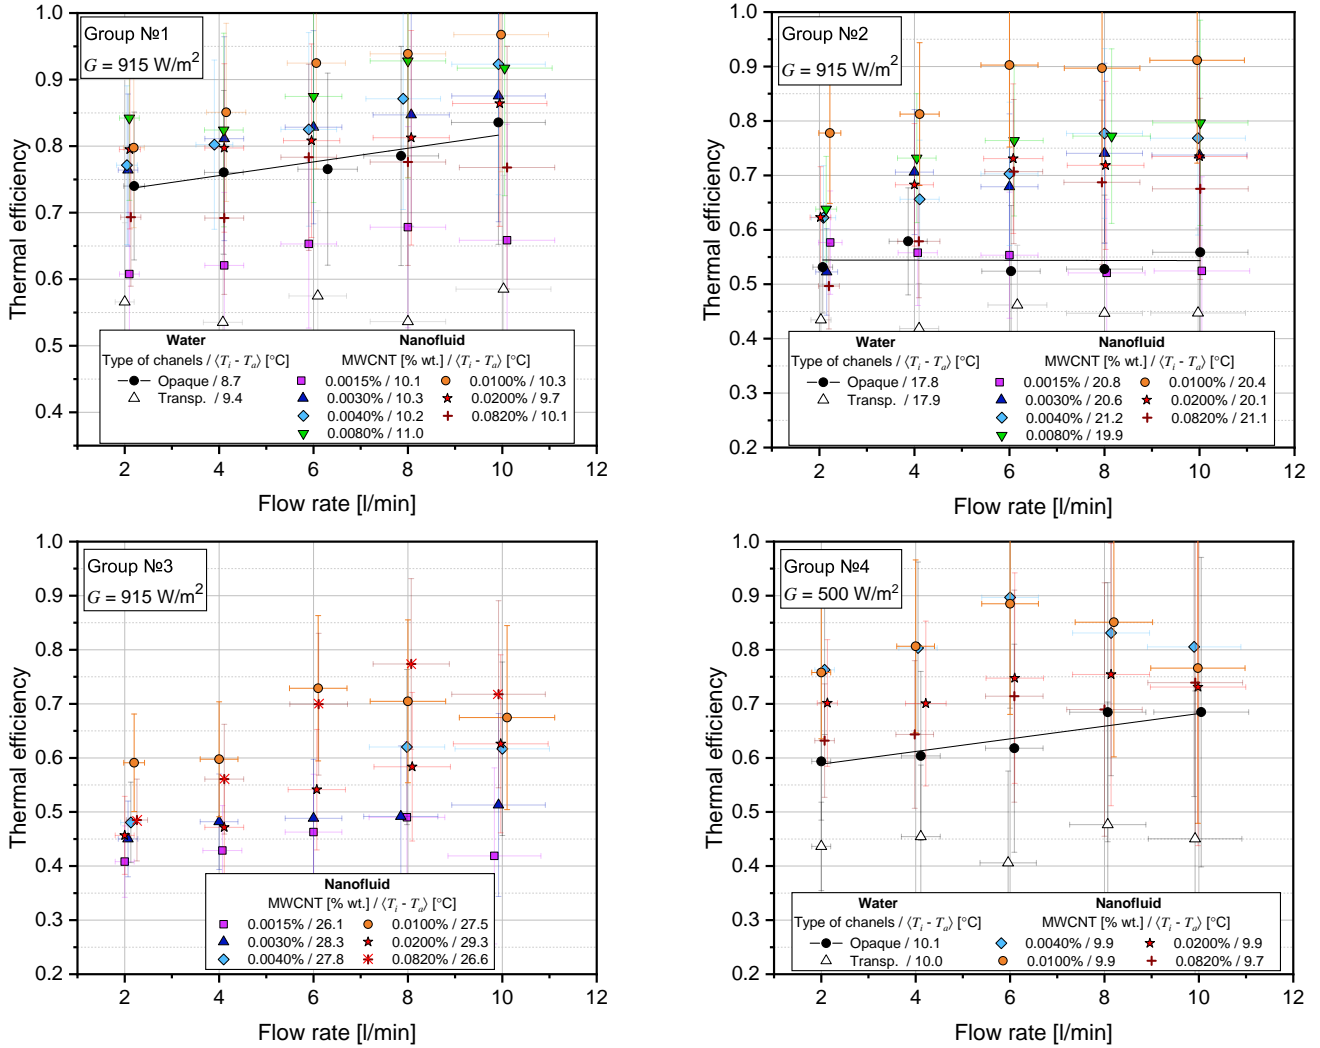 Group №1
G = 915 W/m²
Thermal efficiency
1.0
0.9
0.8
0.7
0.6
0.5
0.4
Water
Nanofluid
Type of chanels / ⟨Ti - Ta⟩ [°C]
MWCNT [% wt.] / ⟨Ti - Ta⟩ [°C]
Opaque / 8.7
Transp. / 9.4
0.0015% / 10.1
0.0030% / 10.3
0.0040% / 10.2
0.0080% / 11.0
0.0100% / 10.3
0.0200% / 9.7
0.0820% / 10.1
2 4 6 8 10 12
Flow rate [l/min]
Group №2
G = 915 W/m²
Thermal efficiency
1.0
0.9
0.8
0.7
0.6
0.5
0.4
0.3
0.2
Water
Nanofluid
Type of chanels / ⟨Ti - Ta⟩ [°C]
MWCNT [% wt.] / ⟨Ti - Ta⟩ [°C]
Opaque / 17.8
Transp. / 17.9
0.0015% / 20.8
0.0030% / 20.6
0.0040% / 21.2
0.0080% / 19.9
0.0100% / 20.4
0.0200% / 20.1
0.0820% / 21.1
2 4 6 8 10 12
Flow rate [l/min]
Group №3
G = 915 W/m²
Thermal efficiency
1.0
0.9
0.8
0.7
0.6
0.5
0.4
0.3
0.2
Nanofluid
MWCNT [% wt.] / ⟨Ti - Ta⟩ [°C]
0.0015% / 26.1
0.0030% / 28.3
0.0040% / 27.8
0.0100% / 27.5
0.0200% / 29.3
0.0820% / 26.6
2 4 6 8 10 12
Flow rate [l/min]
Group №4
G = 500 W/m²
Thermal efficiency
1.0
0.9
0.8
0.7
0.6
0.5
0.4
0.3
0.2
Water
Nanofluid
Type of chanels / ⟨Ti - Ta⟩ [°C]
MWCNT [% wt.] / ⟨Ti - Ta⟩ [°C]
Opaque / 10.1
Transp. / 10.0
0.0040% / 9.9
0.0100% / 9.9
0.0200% / 9.9
0.0820% / 9.7
2 4 6 8 10 12
Flow rate [l/min]